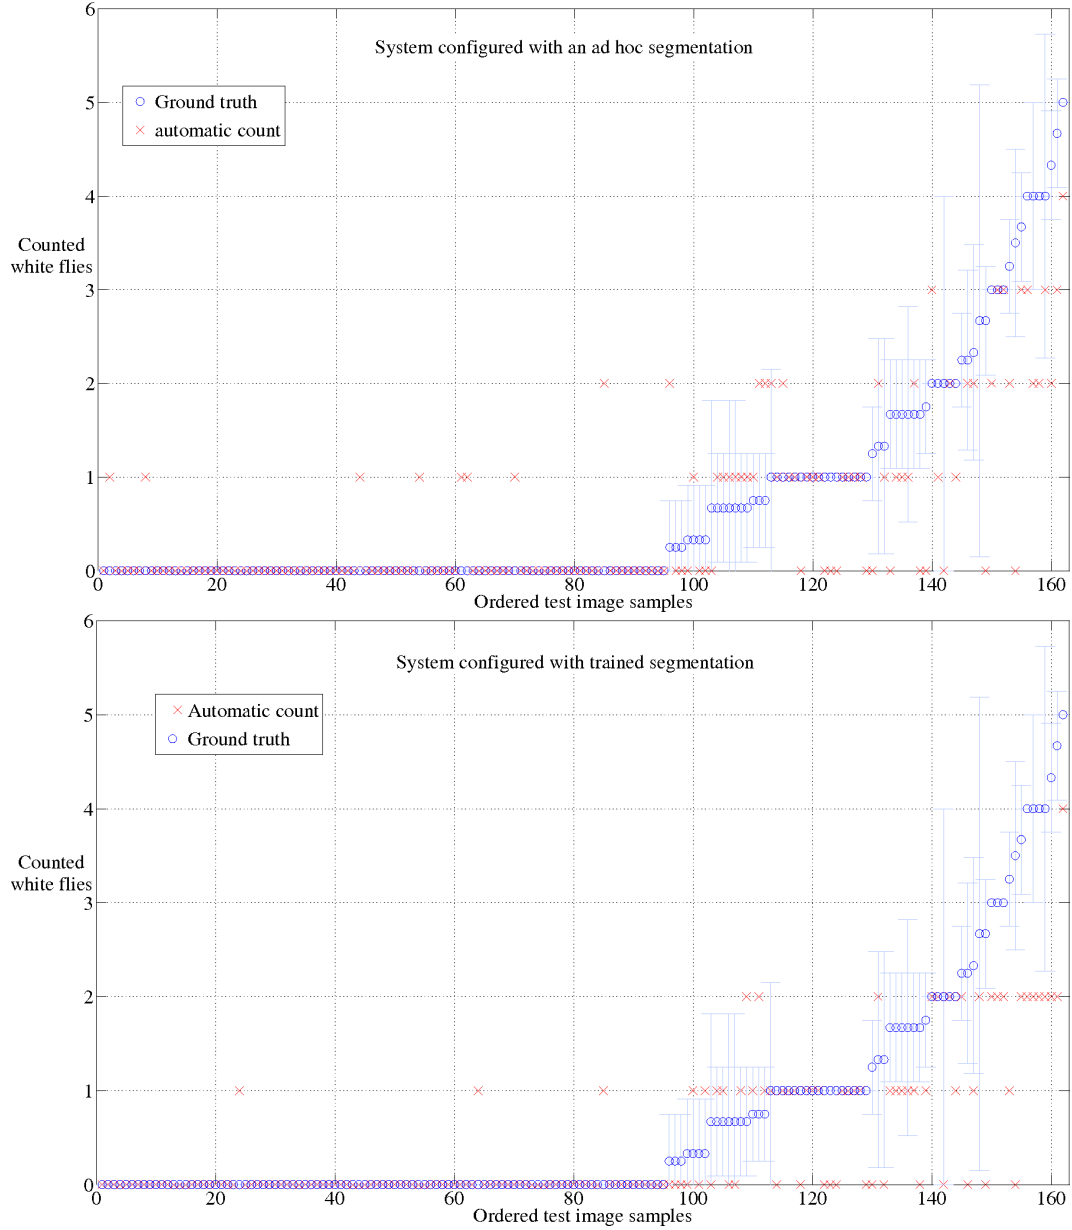 6
System configured with an ad hoc segmentation
5
Ground truth
automatic count
4
Counted
white flies
3
2
1
0
0 20 40 60 80 100 120 140 160
Ordered test image samples
6
System configured with trained segmentation
5
Automatic count
Ground truth
4
Counted
white flies
3
2
1
0
0 20 40 60 80 100 120 140 160
Ordered test image samples